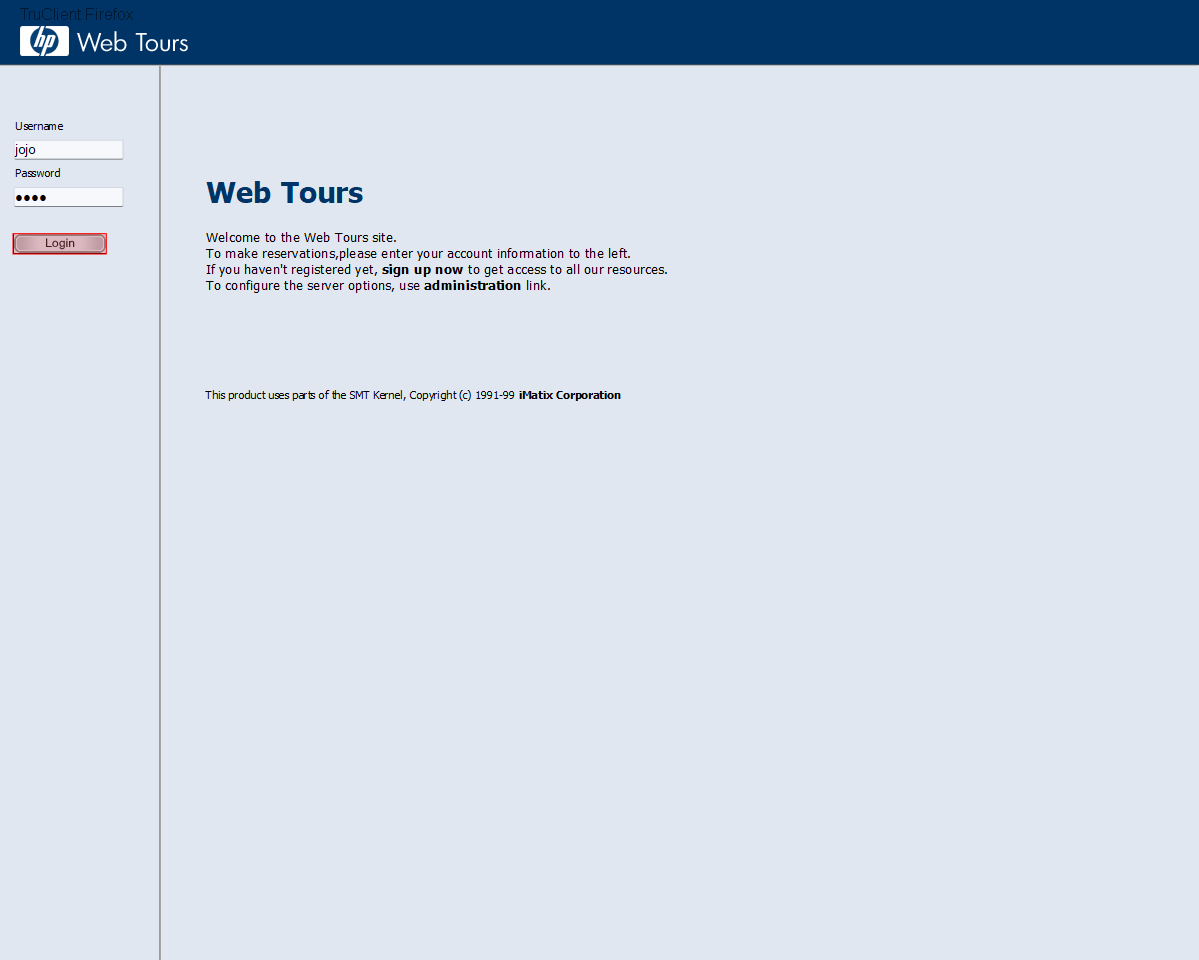 TruClient Firefox
hp Web Tours
Username
jojo
Password
••••
Login
Web Tours
Welcome to the Web Tours site.
To make reservations,please enter your account information to the left.
If you haven't registered yet, sign up now to get access to all our resources.
To configure the server options, use administration link.
This product uses parts of the SMT Kernel, Copyright (c) 1991-99 iMatix Corporation